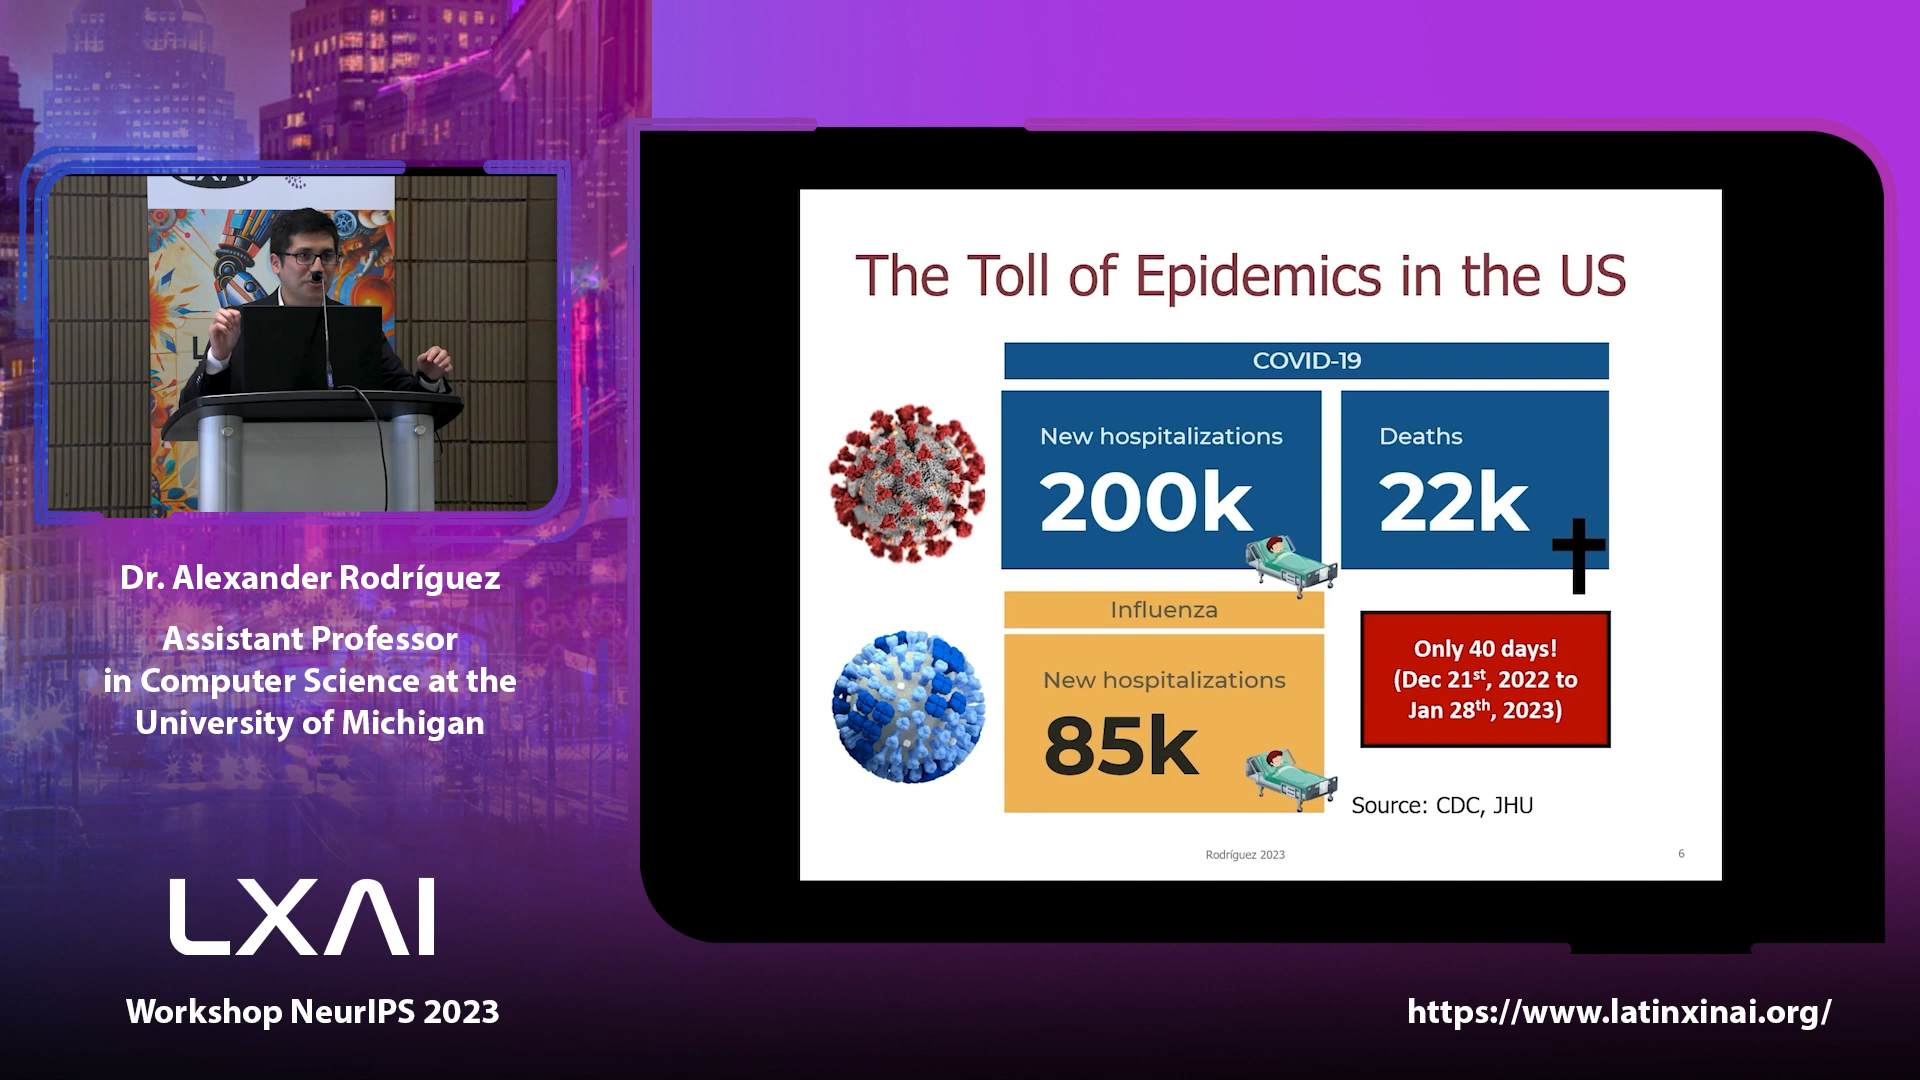 Dr. Alexander Rodríguez
Assistant Professor
in Computer Science at the
University of Michigan
LXAI
Workshop NeurIPS 2023
The Toll of Epidemics in the US
COVID-19
New hospitalizations
200k
Deaths
22k
Influenza
New hospitalizations
85k
Only 40 days!
(Dec 21st, 2022 to
Jan 28th, 2023)
Source: CDC, JHU
Rodríguez 2023
6
https://www.latinxinai.org/